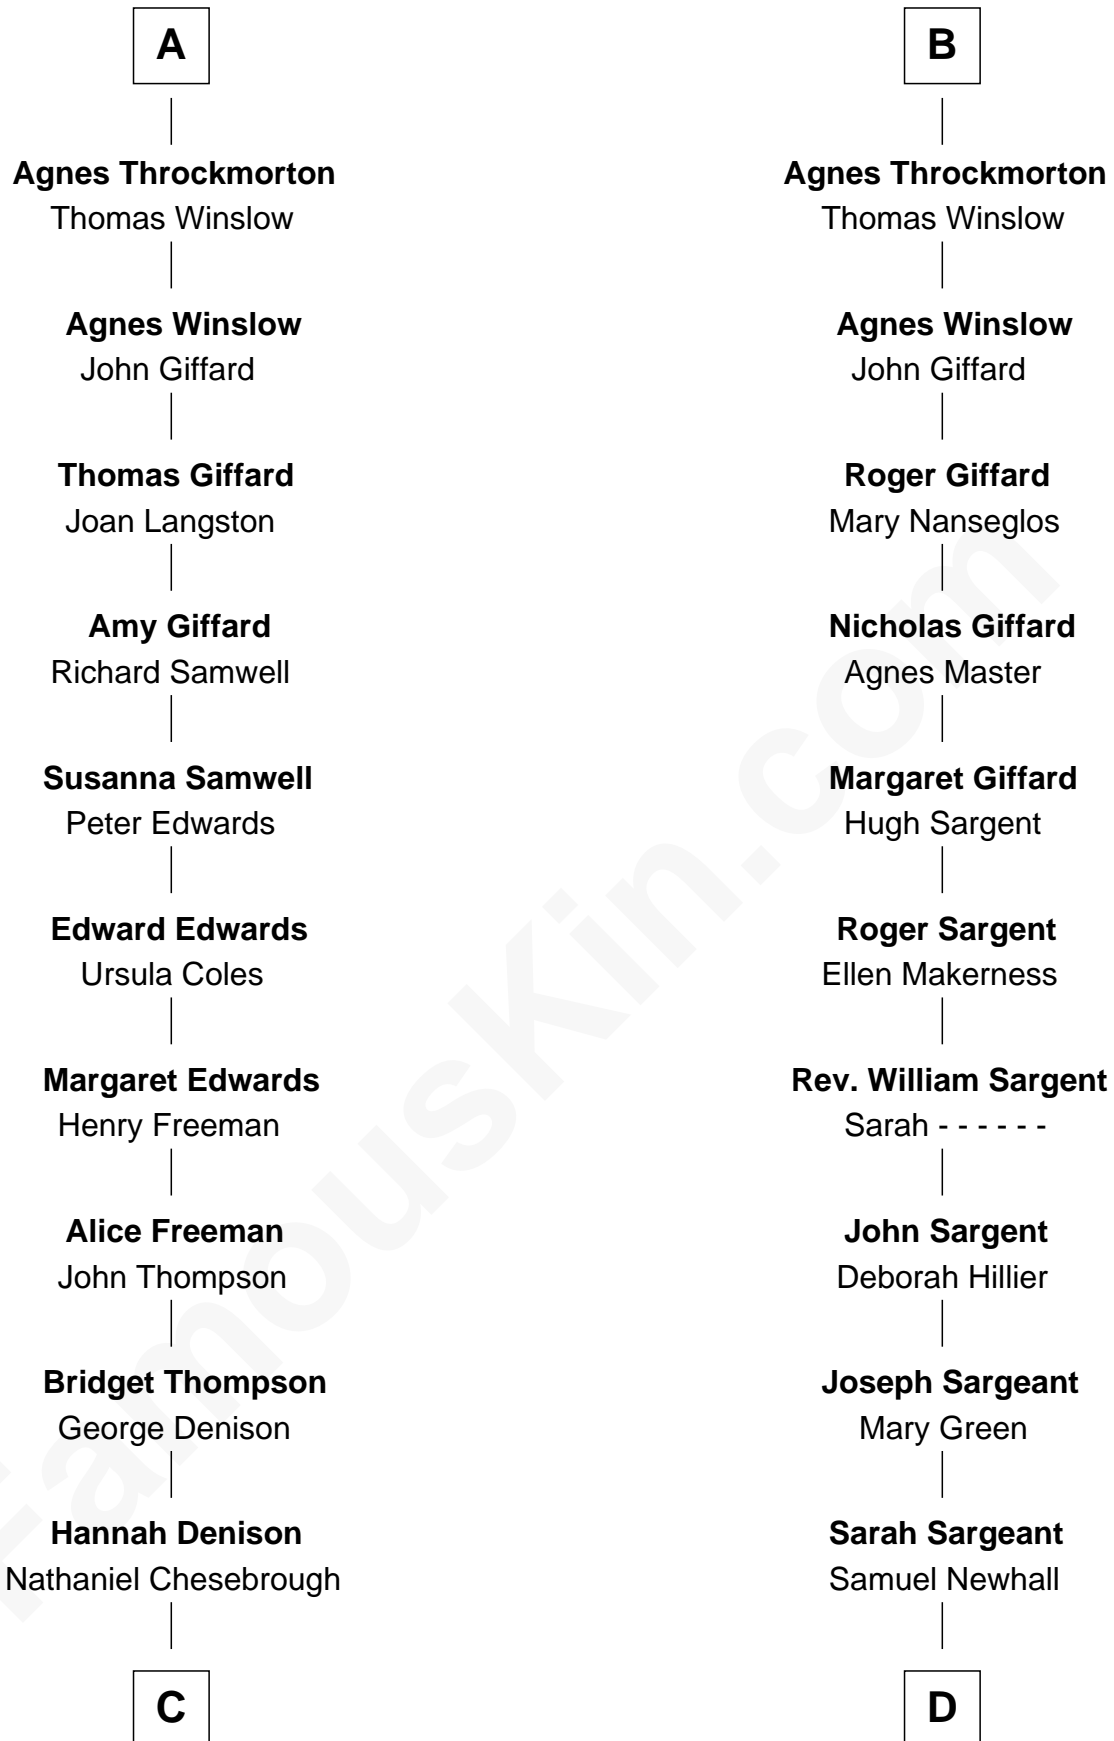 A
Agnes Throckmorton
Thomas Winslow
Agnes Winslow
John Giffard
Thomas Giffard
Joan Langston
Amy Giffard
Richard Samwell
Susanna Samwell
Peter Edwards
Edward Edwards
Ursula Coles
Margaret Edwards
Henry Freeman
Alice Freeman
John Thompson
Bridget Thompson
George Denison
Hannah Denison
Nathaniel Chesebrough
C
B
Agnes Throckmorton
Thomas Winslow
Agnes Winslow
John Giffard
Roger Giffard
Mary Nanseglos
Nicholas Giffard
Agnes Master
Margaret Giffard
Hugh Sargent
Roger Sargent
Ellen Makerness
Rev. William Sargent
Sarah - - - - - -
John Sargent
Deborah Hillier
Joseph Sargeant
Mary Green
Sarah Sargeant
Samuel Newhall
D
FamousKin.com